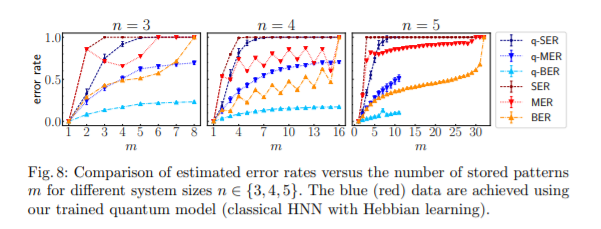 n = 3
n = 4
n = 5
error rate
1.0
0.5
0.0
1 2 3 4 5 6 7 8
1 4 7 10 13 16
0 5 10 15 20 25 30
m
m
m
q-SER
q-MER
q-BER
SER
MER
BER
Fig. 8: Comparison of estimated error rates versus the number of stored patterns
m for different system sizes n ∈ {3, 4, 5}. The blue (red) data are achieved using
our trained quantum model (classical HNN with Hebbian learning).